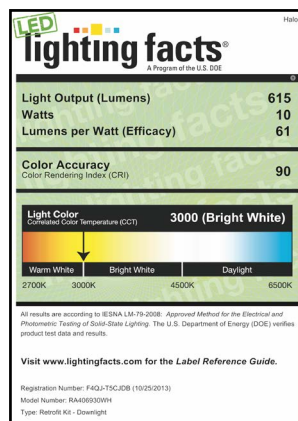 Halo
LED
lighting facts®
A Program of the U.S. DOE
Light Output (Lumens) 615
Watts 10
Lumens per Watt (Efficacy) 61
Color Accuracy 90
Color Rendering Index (CRI)
Light Color 3000 (Bright White)
Correlated Color Temperature (CCT)
Warm White Bright White Daylight
2700K 3000K 4500K 6500K
All results are according to IESNA LM-79-2008: Approved Method for the Electrical and
Photometric Testing of Solid-State Lighting. The U.S. Department of Energy (DOE) verifies
product test data and results.
Visit www.lightingfacts.com for the Label Reference Guide.
Registration Number: F4QJ-T5CJDB (10/25/2013)
Model Number: RA406930WH
Type: Retrofit Kit - Downlight